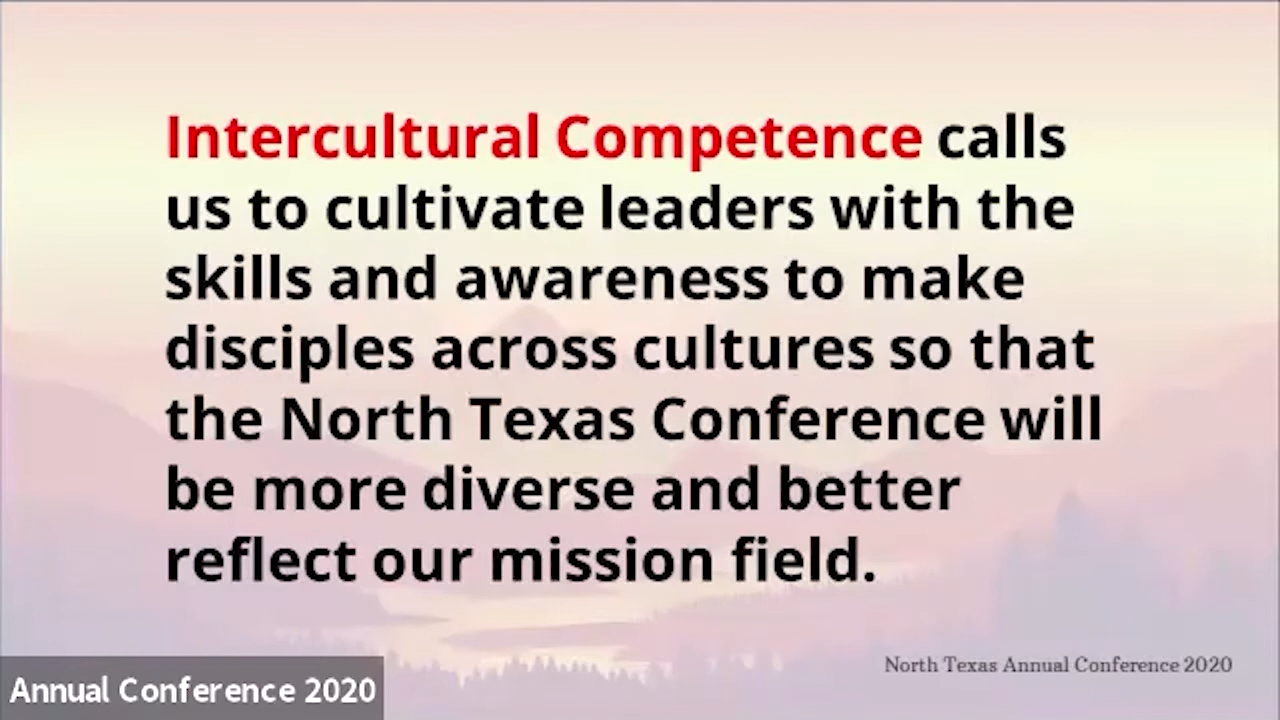 Intercultural Competence calls
us to cultivate leaders with the
skills and awareness to make
disciples across cultures so that
the North Texas Conference will
be more diverse and better
reflect our mission field.
North Texas Annual Conference 2020
Annual Conference 2020